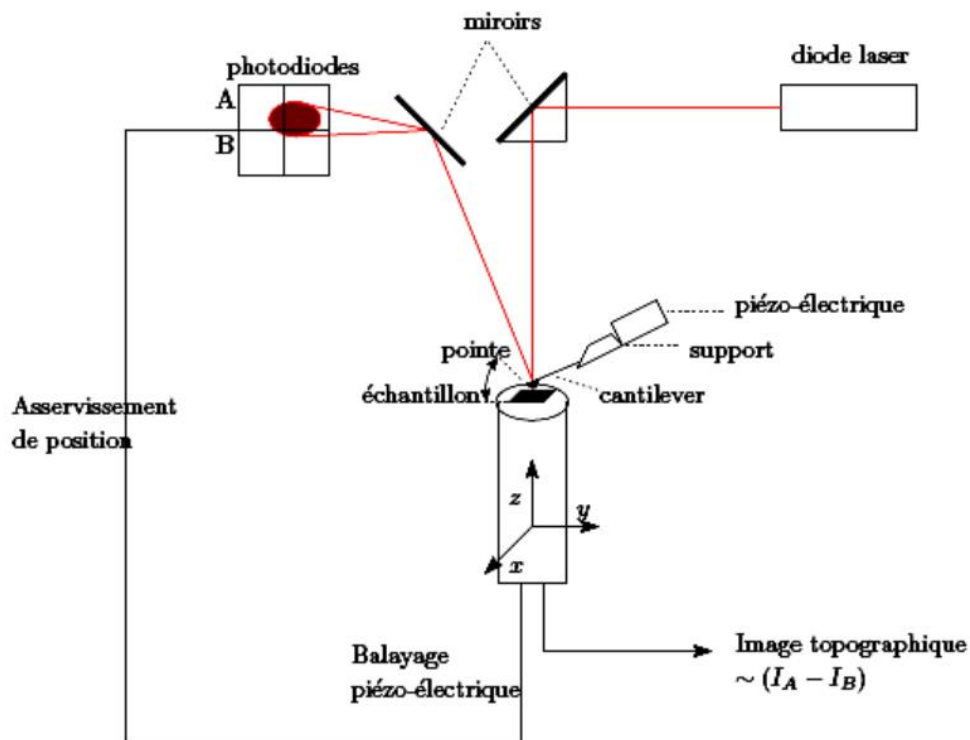 miroirs
photodiodes
diode laser
A
B
piézo-électrique
pointe
support
échantillon
cantilever
Asservissement
de position
z
y
x
Balayage
piézo-électrique
Image topographique
∼ (I_A − I_B)